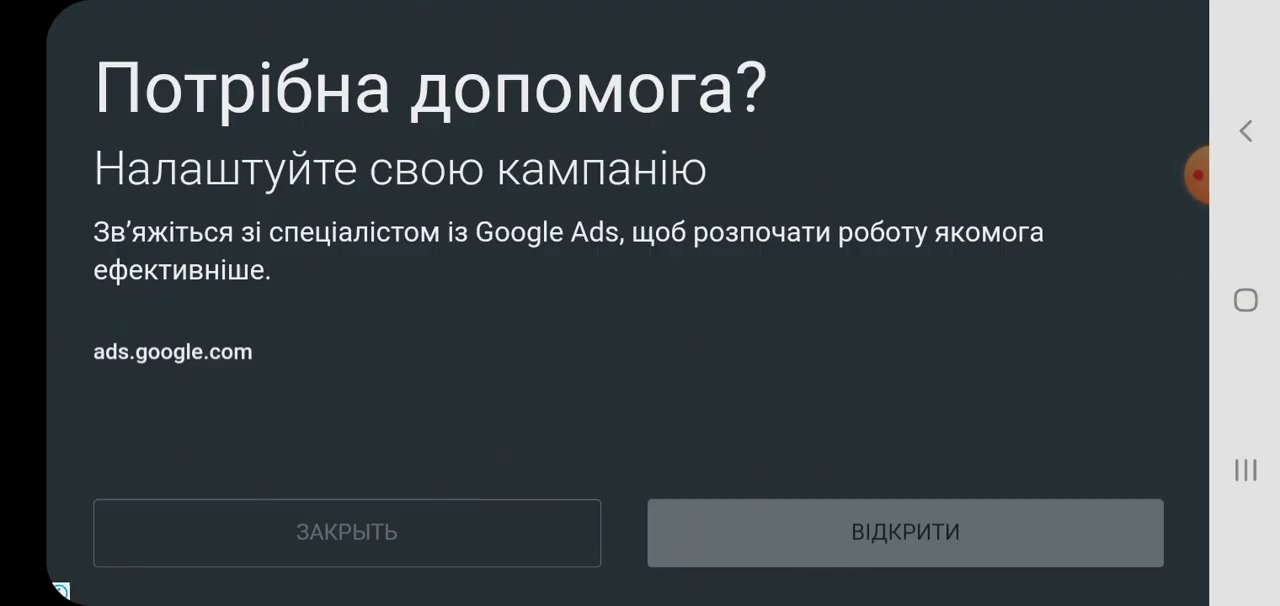 Потрібна допомога?
Налаштуйте свою кампанію
Зв’яжіться зі спеціалістом із Google Ads, щоб розпочати роботу якомога
ефективніше.
ads.google.com
ЗАКРЫТЬ
ВІДКРИТИ